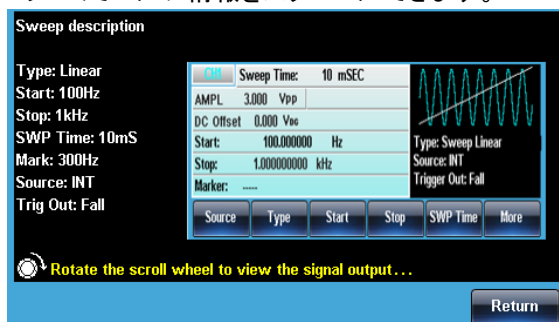 Sweep description
Type: Linear
Start: 100Hz
Stop: 1kHz
SWP Time: 10mS
Mark: 300Hz
Source: INT
Trig Out: Fall
CH1 Sweep Time: 10 mSEC
AMPL 3.000 VPP
DC Offset 0.000 VDC
Start: 100.000000 Hz
Stop: 1.000000000 kHz
Marker: -----
Type: Sweep Linear
Source: INT
Trigger Out: Fall
Source Type Start Stop SWP Time More
Rotate the scroll wheel to view the signal output...
Return